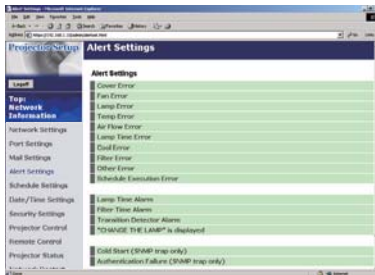 Projector Setup
Alert Settings
Logoff
Top:
Network
Information
Network Settings
Port Settings
Mail Settings
Alert Settings
Schedule Settings
Date/Time Settings
Security Settings
Projector Control
Remote Control
Projector Status
Alert Settings
Cover Error
Fan Error
Lamp Error
Temp Error
Air Flow Error
Lamp Time Error
Cool Error
Filter Error
Other Error
Schedule Execution Error
Lamp Time Alarm
Filter Time Alarm
Transition Detector Alarm
"CHANGE THE LAMP" is displayed
Cold Start (SNMP trap only)
Authentication Failure (SNMP trap only)